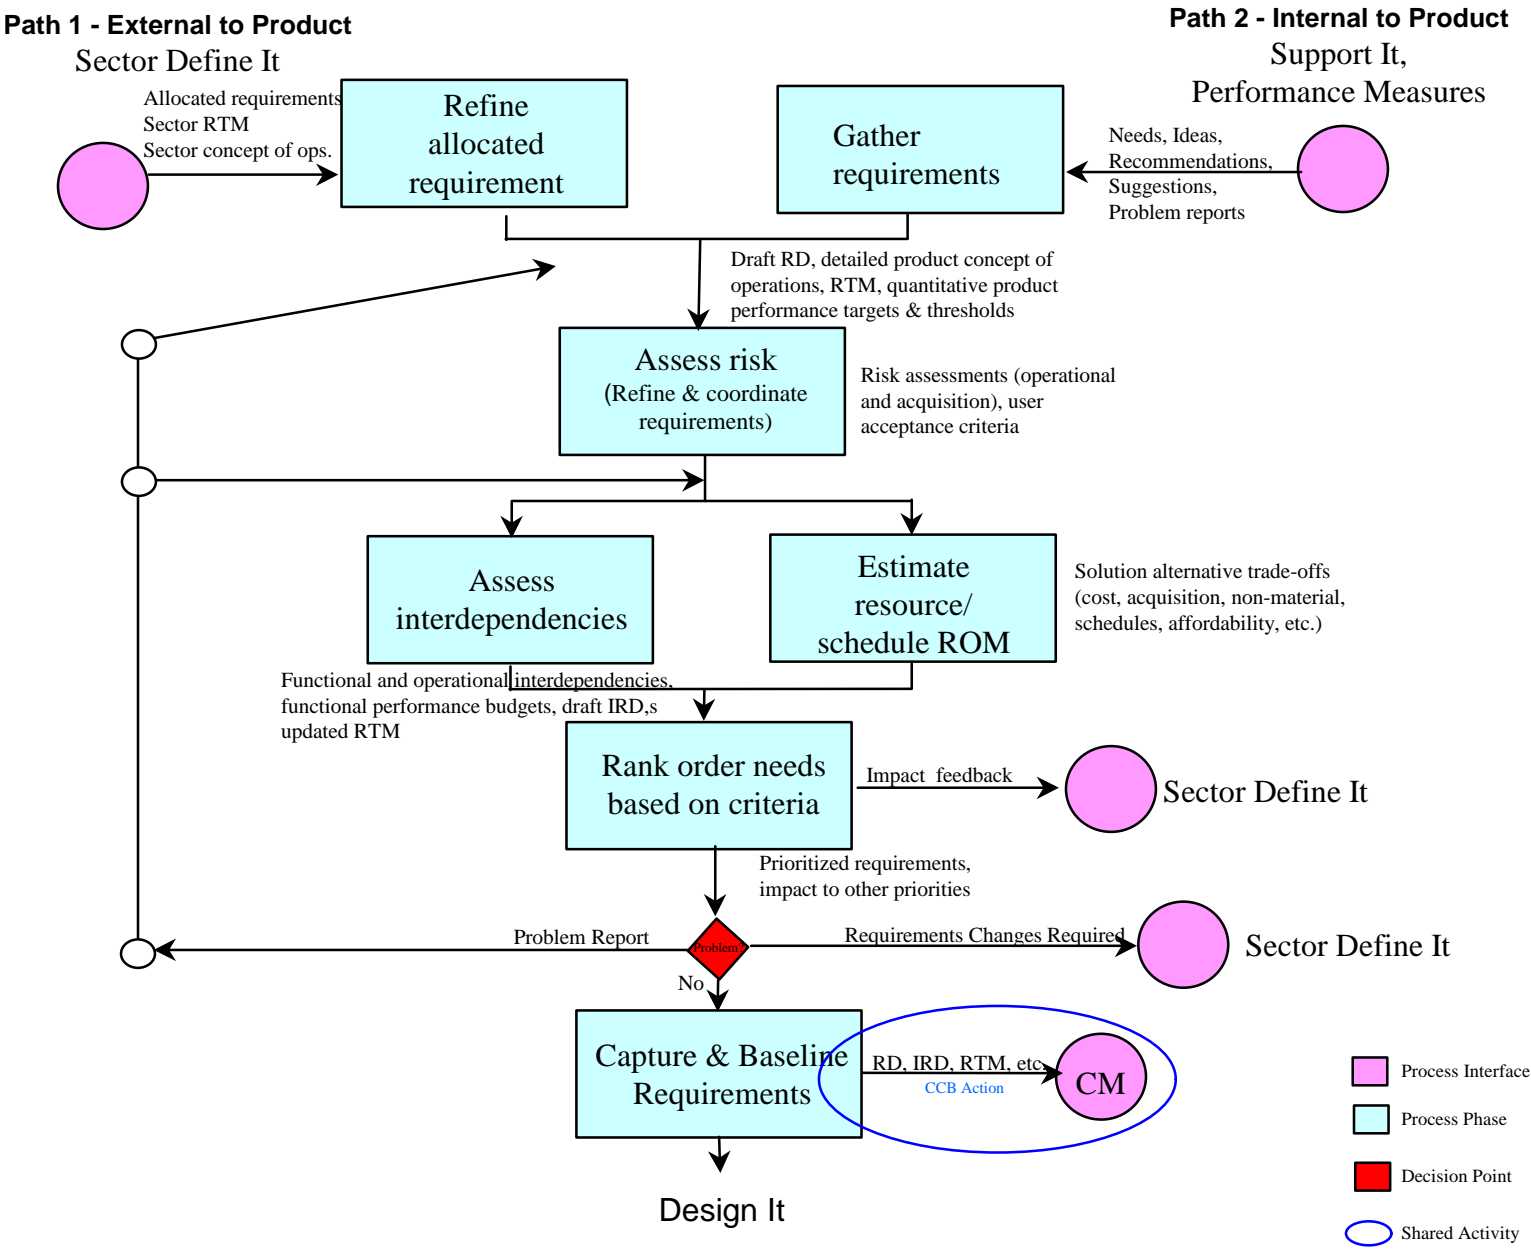 Path 1 - External to Product
Sector Define It
Path 2 - Internal to Product
Support It,
Performance Measures
Allocated requirements
Sector RTM
Sector concept of ops.
Refine
allocated
requirement
Gather
requirements
Needs, Ideas,
Recommendations,
Suggestions,
Problem reports
Draft RD, detailed product concept of
operations, RTM, quantitative product
performance targets & thresholds
Assess risk
(Refine & coordinate
requirements)
Risk assessments (operational
and acquisition), user
acceptance criteria
Assess
interdependencies
Estimate
resource/
schedule ROM
Solution alternative trade-offs
(cost, acquisition, non-material,
schedules, affordability, etc.)
Functional and operational interdependencies,
functional performance budgets, draft IRD,s
updated RTM
Rank order needs
based on criteria
Impact feedback
Sector Define It
Prioritized requirements,
impact to other priorities
Problem Report
Problem?
Requirements Changes Required
Sector Define It
No
Capture & Baseline
Requirements
RD, IRD, RTM, etc.
CCB Action
CM
Design It
Process Interface
Process Phase
Decision Point
Shared Activity